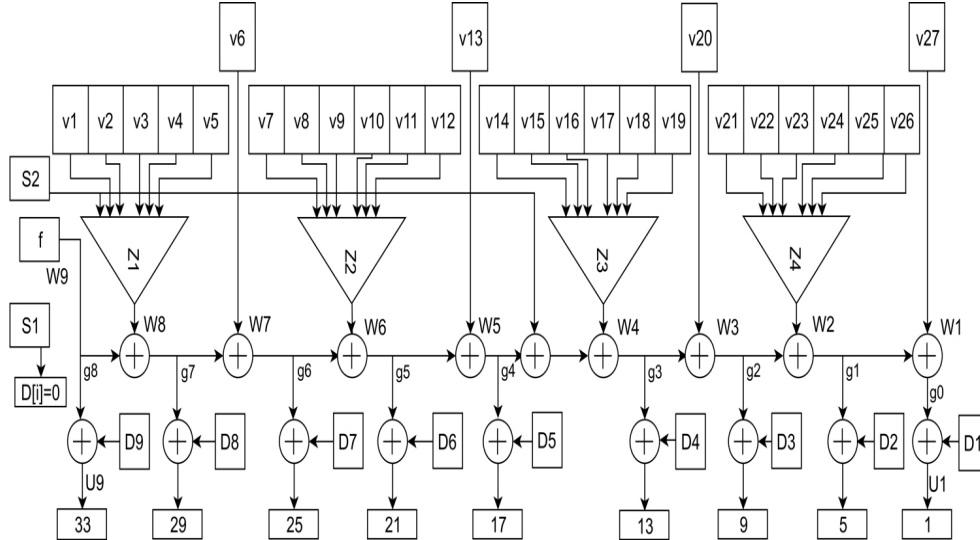 v6 v13 v20 v27
v1 v2 v3 v4 v5 v7 v8 v9 v10 v11 v12 v14 v15 v16 v17 v18 v19 v21 v22 v23 v24 v25 v26
S2
f
Z1 Z2 Z3 Z4
W9
S1 W8 W7 W6 W5 W4 W3 W2 W1
g8 g7 g6 g5 g4 g3 g2 g1 g0
D[i]=0
D9 D8 D7 D6 D5 D4 D3 D2 D1
U9 U1
33 29 25 21 17 13 9 5 1